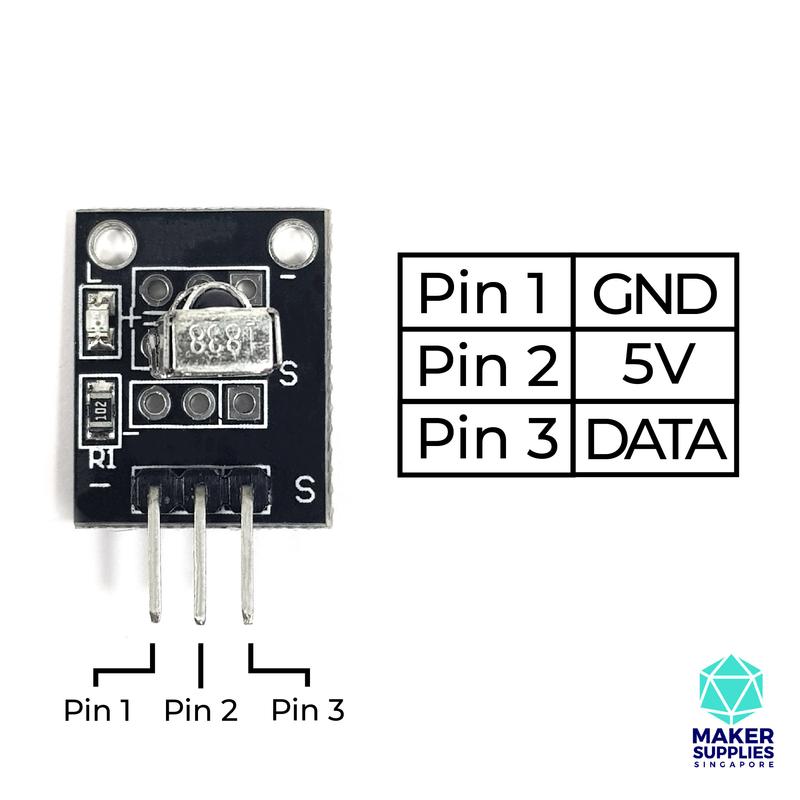 L
-
+
1838
S
102
-
R1
-
S
Pin 1 GND
Pin 2 5V
Pin 3 DATA
Pin 1 Pin 2 Pin 3
MAKER
SUPPLIES
SINGAPORE